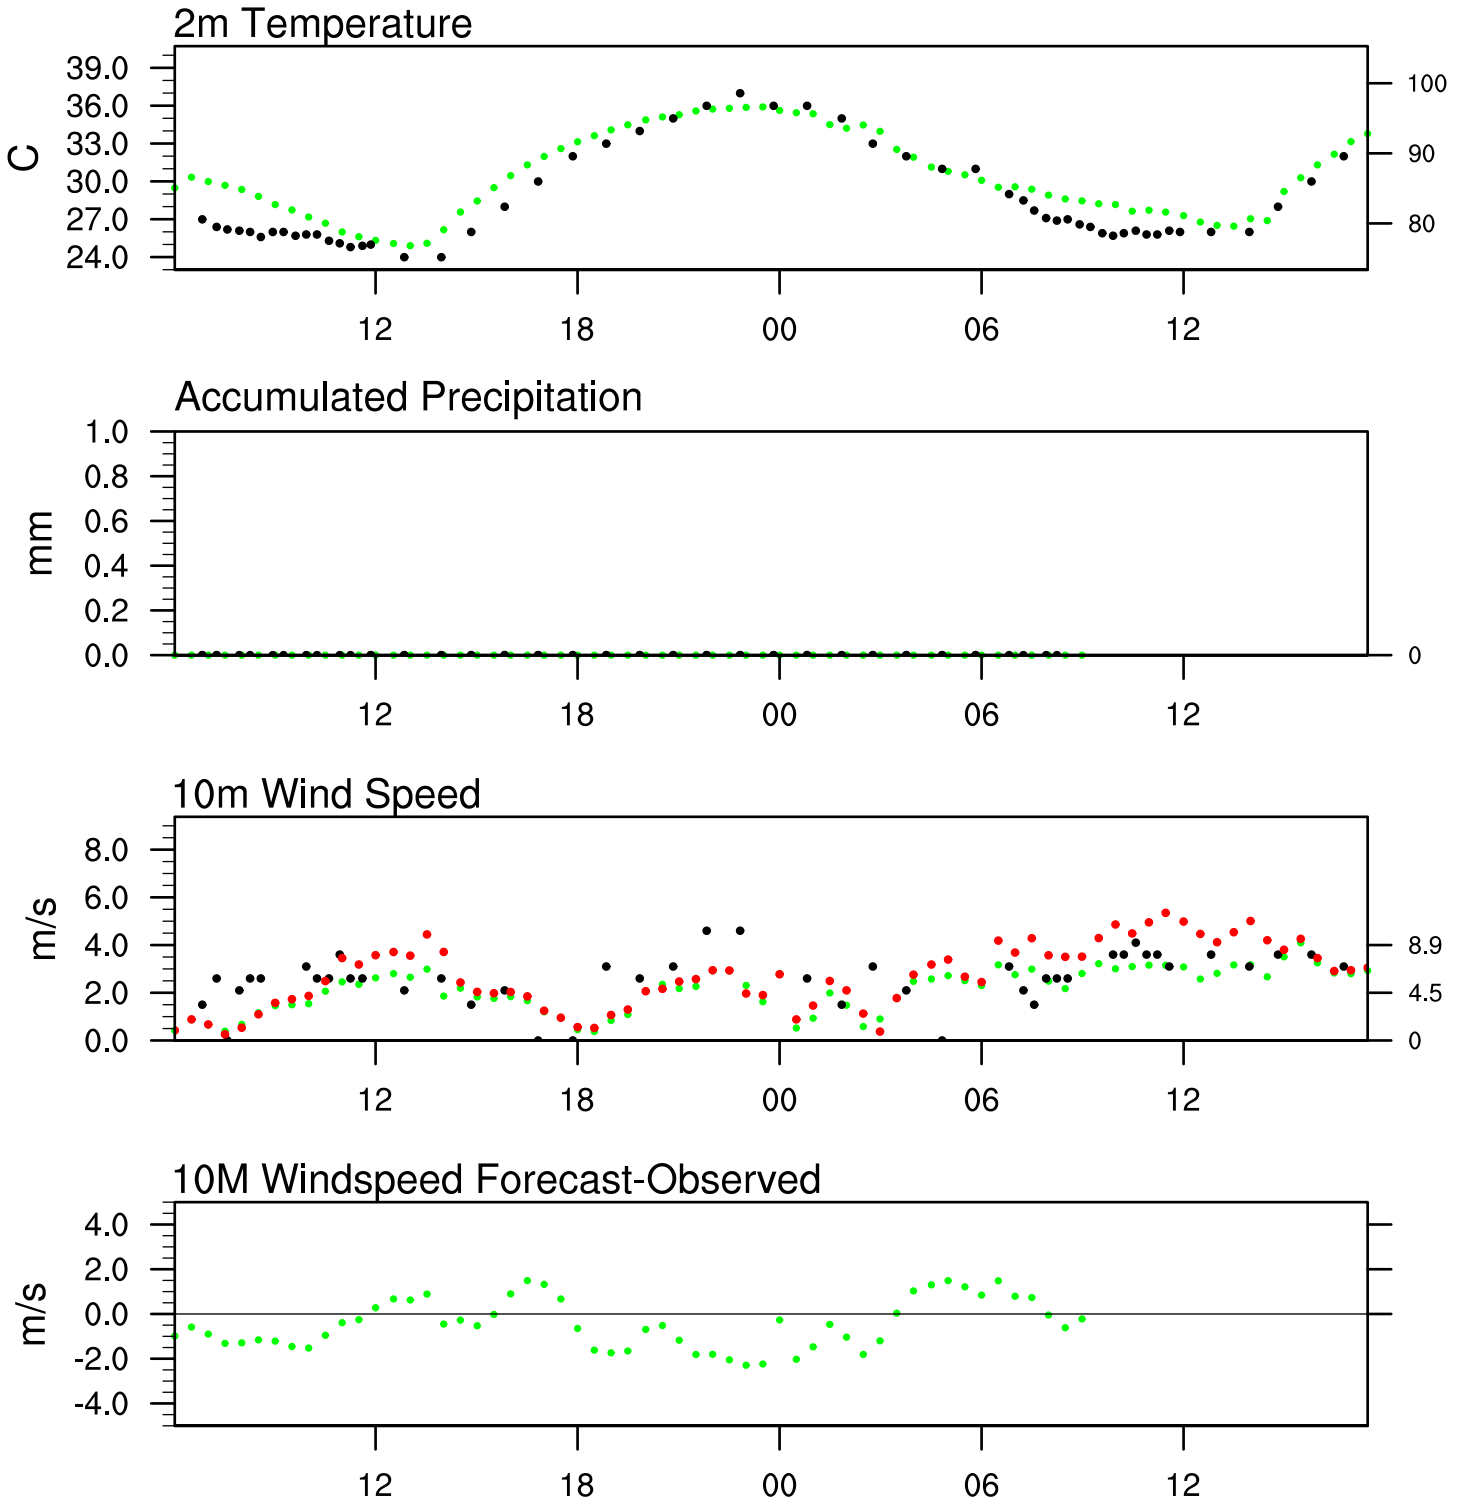 2m Temperature
39.0
36.0
33.0
30.0
27.0
24.0
C
100
90
80
12 18 00 06 12
Accumulated Precipitation
1.0
0.8
0.6
0.4
0.2
0.0
mm
0
12 18 00 06 12
10m Wind Speed
8.0
6.0
4.0
2.0
0.0
m/s
8.9
4.5
0
12 18 00 06 12
10M Windspeed Forecast-Observed
4.0
2.0
0.0
-2.0
-4.0
m/s
12 18 00 06 12